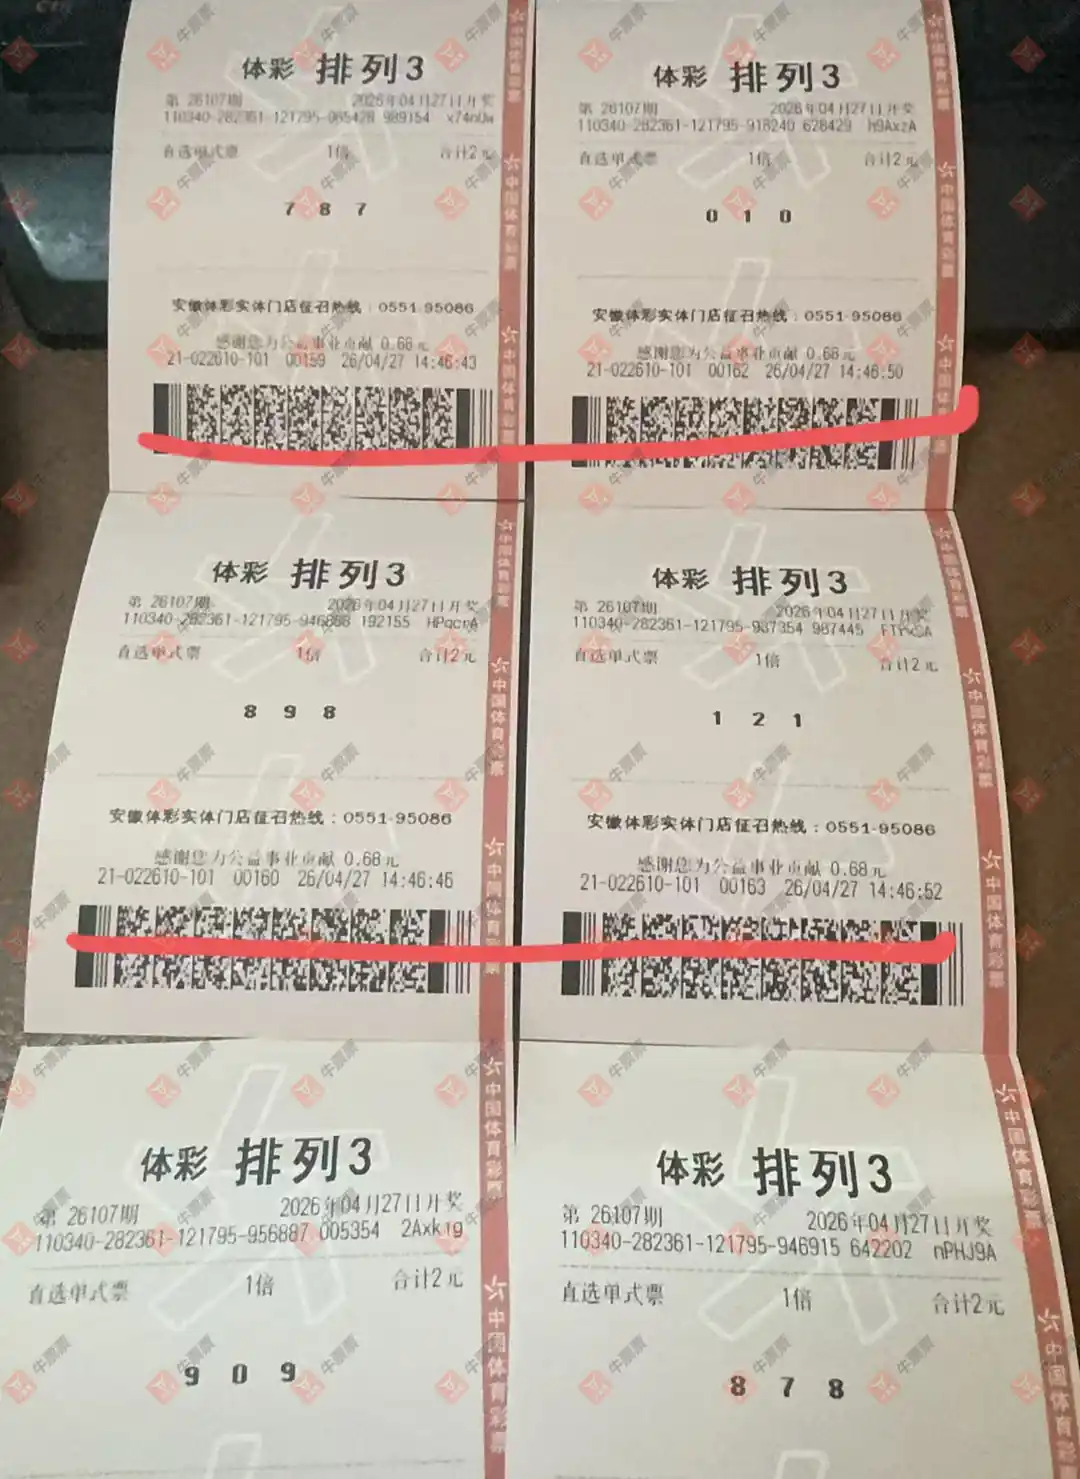 体彩 排列3
第 26107期 2026年04月27日开奖
110340-282361-121795-065428 989154 x74nUw
直选单式票 1倍 合计2元
7 8 7
安徽体彩实体门店征召热线：0551-95086
感谢您为公益事业贡献 0.68元
21-022610-101 00159 26/04/27 14:46:43
体彩 排列3
第 26107期 2026年04月27日开奖
110340-282361-121795-918240 628429 h9AxzA
直选单式票 1倍 合计2元
0 1 0
安徽体彩实体门店征召热线：0551-95086
感谢您为公益事业贡献 0.68元
21-022610-101 00162 26/04/27 14:46:50
体彩 排列3
第 26107期 2026年04月27日开奖
110340-282361-121795-946868 192155 HPqcrA
直选单式票 1倍 合计2元
8 9 8
安徽体彩实体门店征召热线：0551-95086
感谢您为公益事业贡献 0.68元
21-022610-101 00160 26/04/27 14:46:46
体彩 排列3
第 26107期 2026年04月27日开奖
110340-282361-121795-937354 987445
直选单式票 1倍 合计2元
1 2 1
安徽体彩实体门店征召热线：0551-95086
感谢您为公益事业贡献 0.68元
21-022610-101 00163 26/04/27 14:46:52
体彩 排列3
第 26107期 2026年04月27日开奖
110340-282361-121795-956887 005354 2Axk1g
直选单式票 1倍 合计2元
9 0 9
体彩 排列3
第 26107期 2026年04月27日开奖
110340-282361-121795-946915 642202 nPHJ9A
直选单式票 1倍 合计2元
8 7 8
中国体育彩票
牛票票